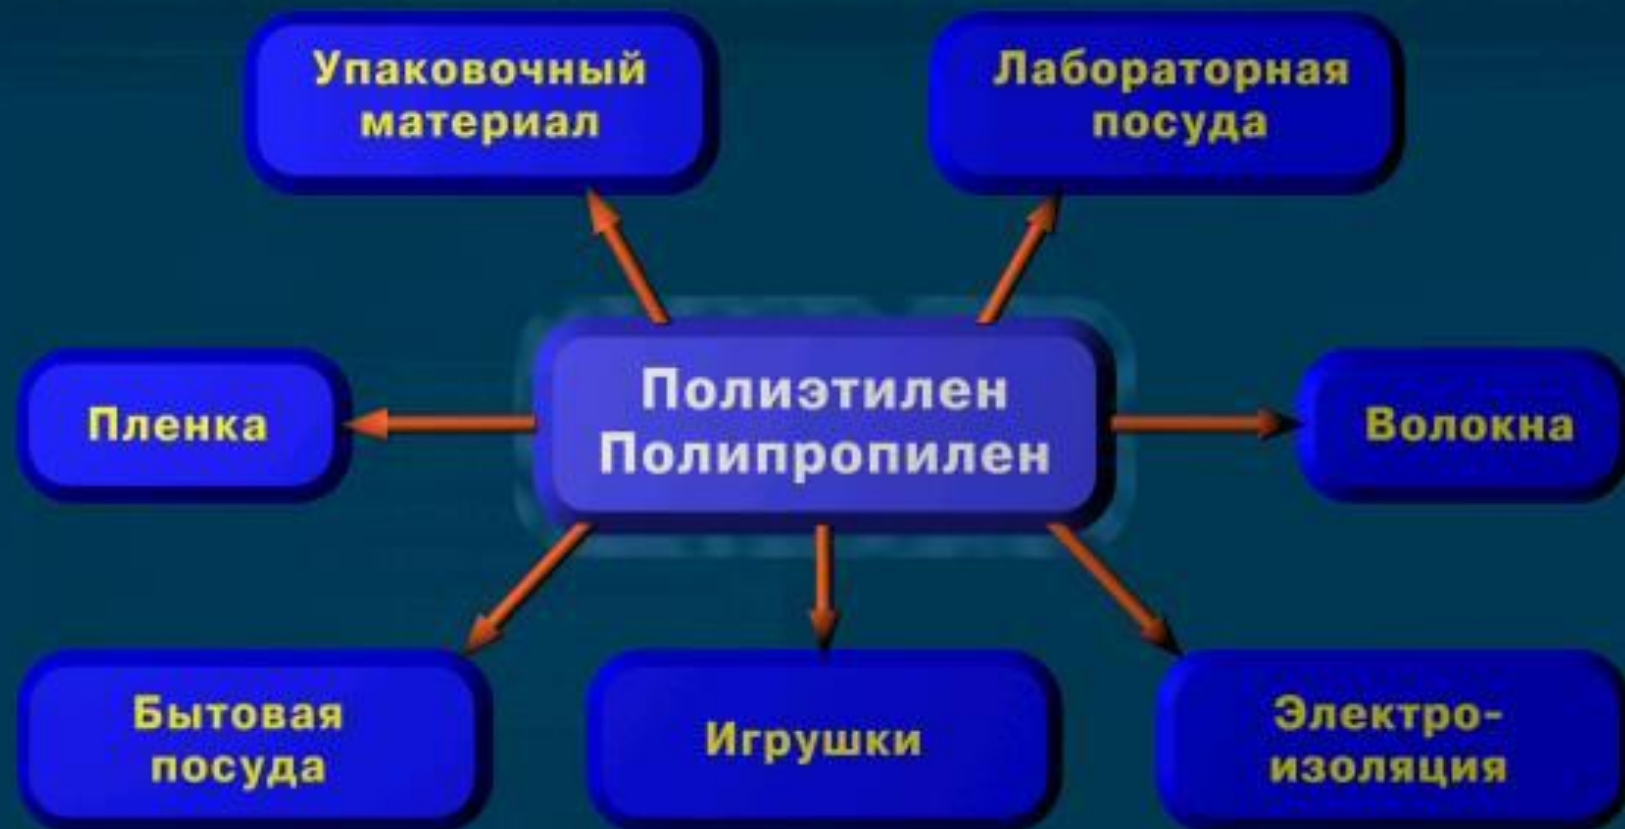 Упаковочный
материал
Лабораторная
посуда
Полиэтилен
Полипропилен
Пленка
Волокна
Бытовая
посуда
Игрушки
Электро-
изоляция